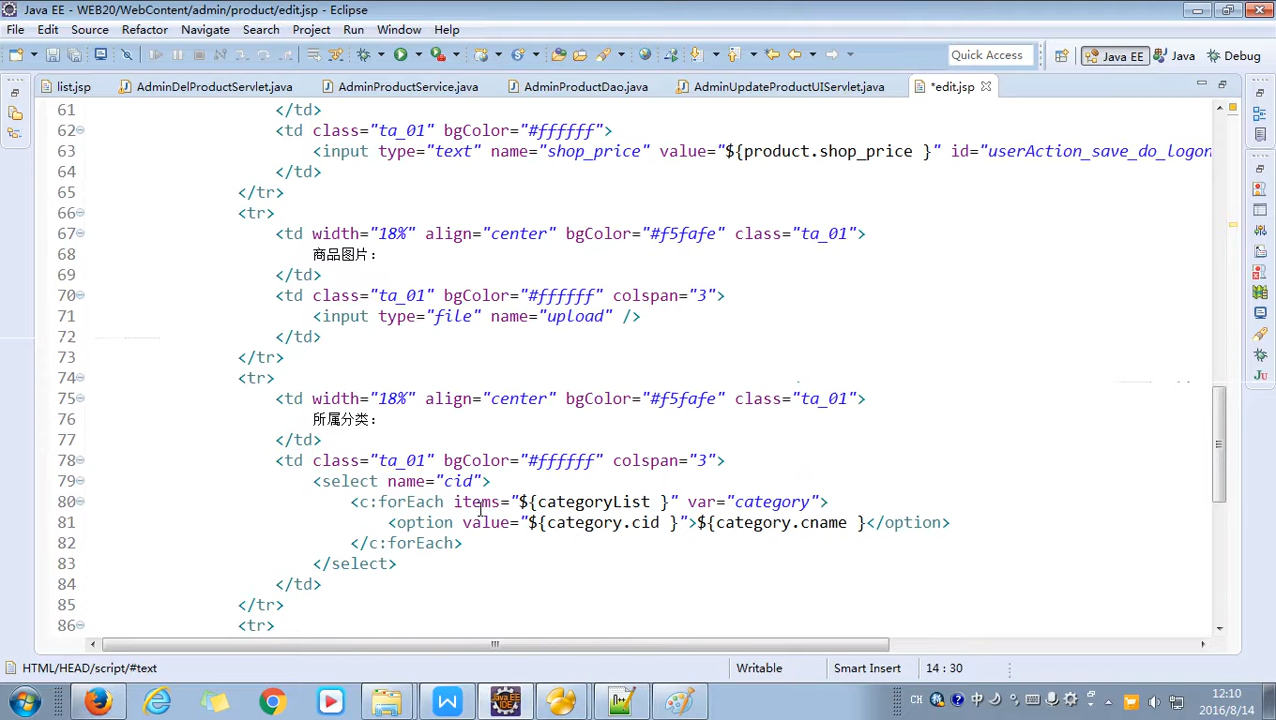 Java EE - WEB20/WebContent/admin/product/edit.jsp - Eclipse
File Edit Source Refactor Navigate Search Project Run Window Help
Quick Access Java EE Java Debug
list.jsp AdminDelProductServlet.java AdminProductService.java AdminProductDao.java AdminUpdateProductUIServlet.java *edit.jsp
61 </td>
62 <td class="ta_01" bgColor="#ffffff">
63 <input type="text" name="shop_price" value="${product.shop_price }" id="userAction_save_do_logon
64 </td>
65 </tr>
66 <tr>
67 <td width="18%" align="center" bgColor="#f5fafe" class="ta_01">
68 商品图片：
69 </td>
70 <td class="ta_01" bgColor="#ffffff" colspan="3">
71 <input type="file" name="upload" />
72 </td>
73 </tr>
74 <tr>
75 <td width="18%" align="center" bgColor="#f5fafe" class="ta_01">
76 所属分类：
77 </td>
78 <td class="ta_01" bgColor="#ffffff" colspan="3">
79 <select name="cid">
80 <c:forEach items="${categoryList }" var="category">
81 <option value="${category.cid }">${category.cname }</option>
82 </c:forEach>
83 </select>
84 </td>
85 </tr>
86 <tr>
HTML/HEAD/script/#text Writable Smart Insert 14 : 30
CH 中 12:10
2016/8/14